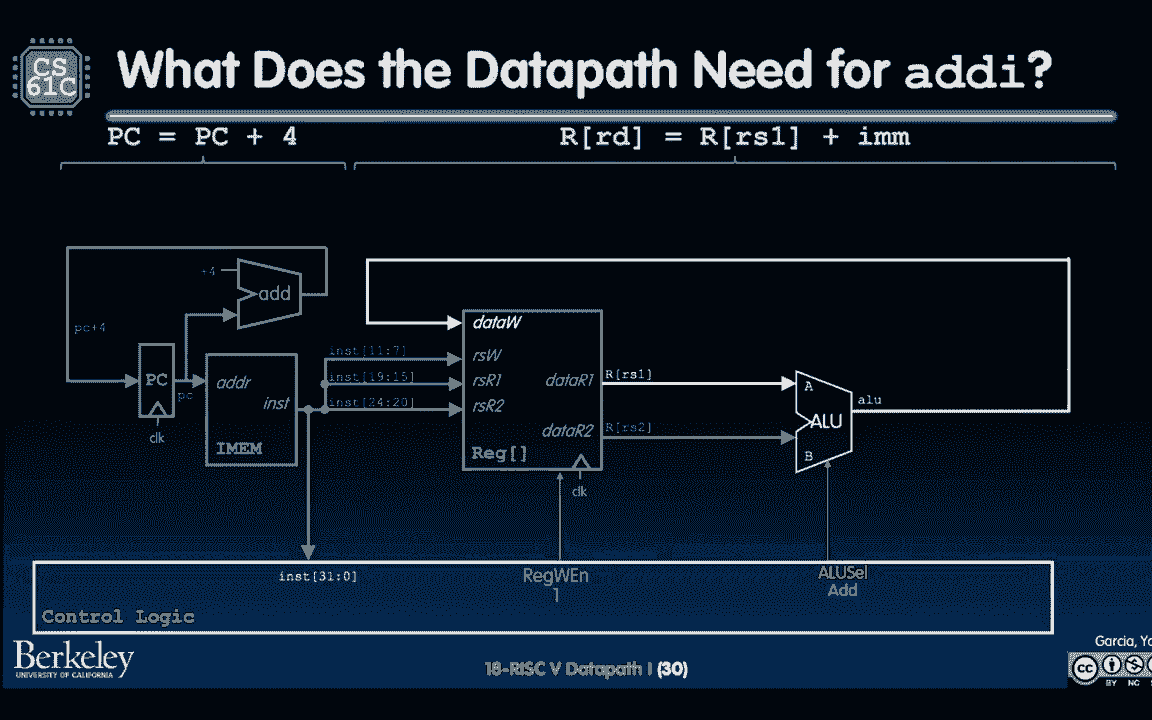 CS
61C
What Does the Datapath Need for addi?
PC = PC + 4
R[rd] = R[rs1] + imm
+4
add
pc+4
dataW
PC
pc
clk
addr
inst
IMEM
inst[11:7]
inst[19:15]
inst[24:20]
rsW
rsR1
rsR2
dataR1
dataR2
Reg[]
clk
R[rs1]
R[rs2]
A
ALU
B
alu
inst[31:0]
RegWEn
1
ALUSel
Add
Control Logic
Berkeley
UNIVERSITY OF CALIFORNIA
18-RISC V Datapath I (30)
Garcia, Yo
cc
BY NC